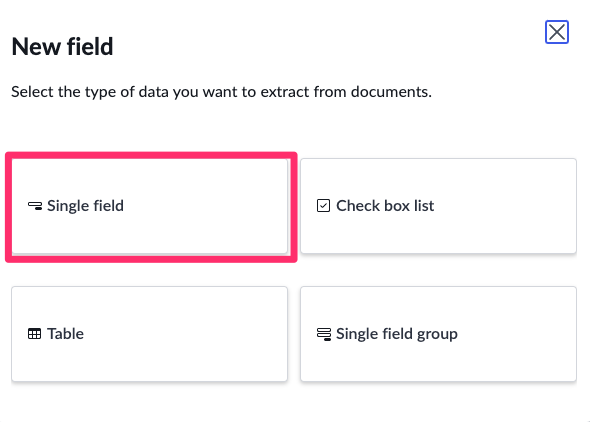 New field
Select the type of data you want to extract from documents.
Single field
Check box list
Table
Single field group